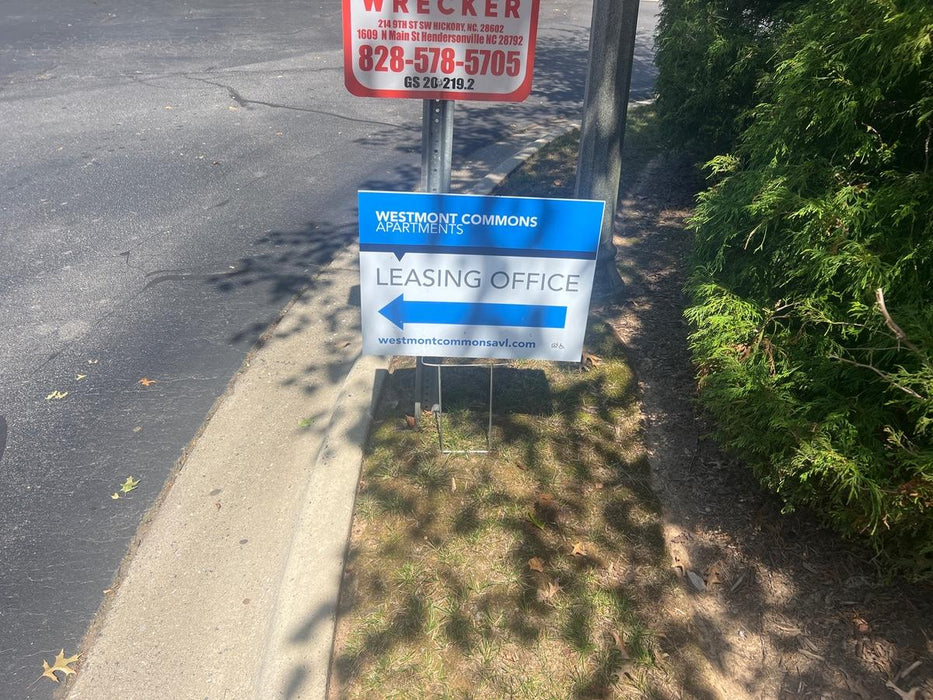 WRECKER
214 9TH ST SW HICKORY, NC. 28602
1609 N Main St Hendersonville NC 28792
828-578-5705
GS 20-219.2
WESTMONT COMMONS
APARTMENTS
LEASING OFFICE
westmontcommonsavl.com